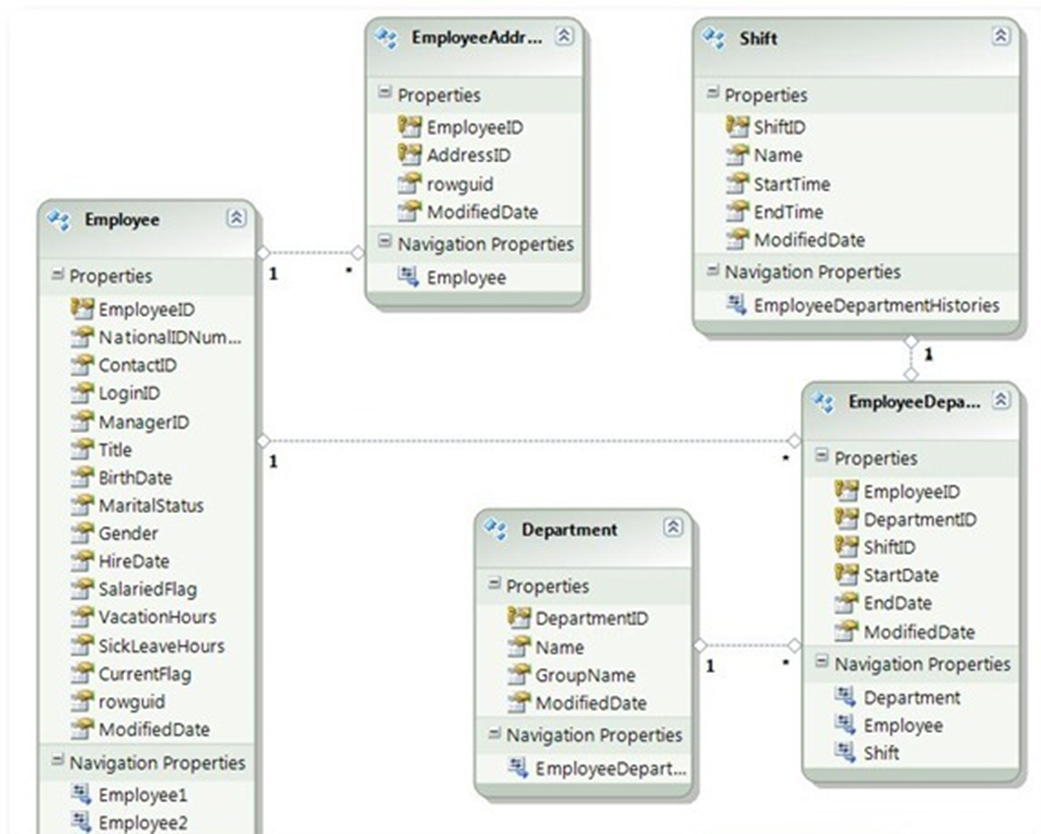 EmployeeAddr...
Properties
EmployeeID
AddressID
rowguid
ModifiedDate
Navigation Properties
Employee
Shift
Properties
ShiftID
Name
StartTime
EndTime
ModifiedDate
Navigation Properties
EmployeeDepartmentHistories
Employee
Properties
EmployeeID
NationalIDNum...
ContactID
LoginID
ManagerID
Title
BirthDate
MaritalStatus
Gender
HireDate
SalariedFlag
VacationHours
SickLeaveHours
CurrentFlag
rowguid
ModifiedDate
Navigation Properties
Employee1
Employee2
1 *
1
1 *
EmployeeDepa...
Properties
EmployeeID
DepartmentID
ShiftID
StartDate
EndDate
ModifiedDate
Navigation Properties
Department
Employee
Shift
Department
Properties
DepartmentID
Name
GroupName
ModifiedDate
Navigation Properties
EmployeeDepart...
1 *